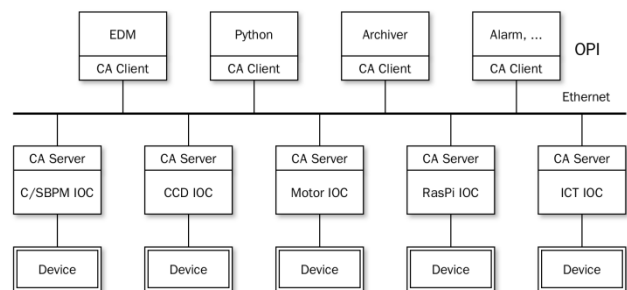 EDM Python Archiver Alarm, ...
CA Client CA Client CA Client CA Client
OPI
Ethernet
CA Server CA Server CA Server CA Server CA Server
C/SBPM IOC CCD IOC Motor IOC RasPi IOC ICT IOC
Device Device Device Device Device